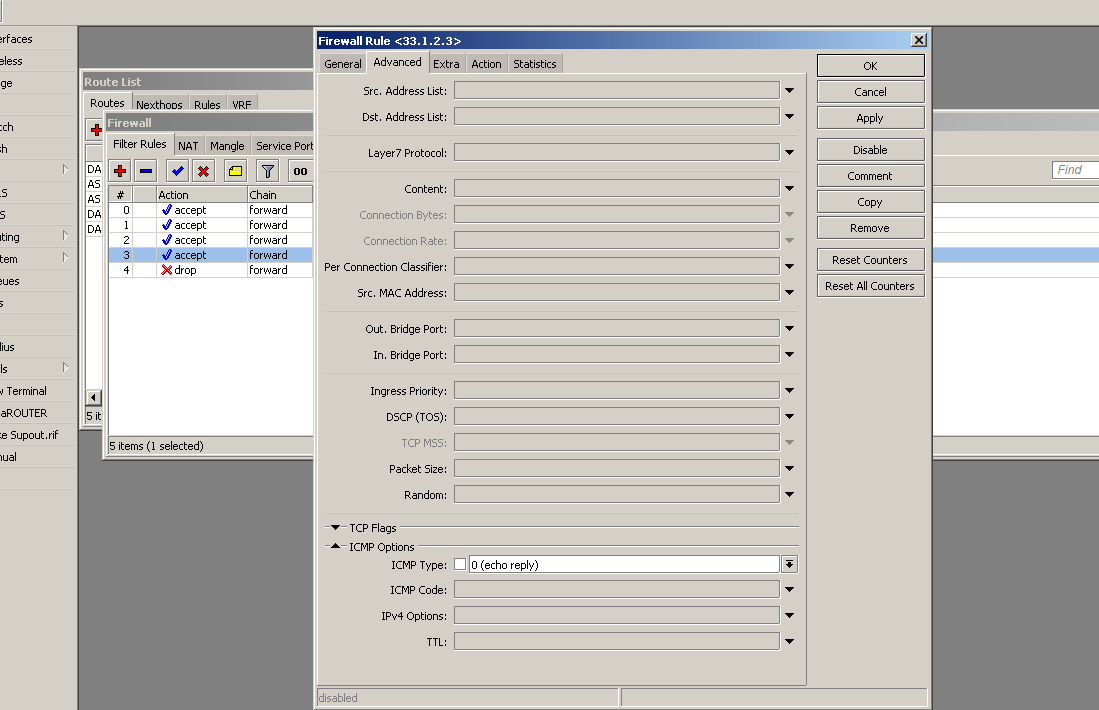 Firewall Rule <33.1.2.3>
General Advanced Extra Action Statistics
Src. Address List:
Dst. Address List:
Layer7 Protocol:
Content:
Connection Bytes:
Connection Rate:
Per Connection Classifier:
Src. MAC Address:
Out. Bridge Port:
In. Bridge Port:
Ingress Priority:
DSCP (TOS):
TCP MSS:
Packet Size:
Random:
TCP Flags
ICMP Options
ICMP Type: 0 (echo reply)
ICMP Code:
IPv4 Options:
TTL:
disabled
OK
Cancel
Apply
Disable
Comment
Copy
Remove
Reset Counters
Reset All Counters
Route List
Routes Nexthops Rules VRF
DA
AS
AS
DA
DA
5 it
Firewall
Filter Rules NAT Mangle Service Port
00
Find
# Action Chain
0 accept forward
1 accept forward
2 accept forward
3 accept forward
4 drop forward
5 items (1 selected)
erfaces
eless
ge
tch
sh
LS
S
uting
tem
eues
s
lius
ls
w Terminal
aROUTER
ke Supout.rif
nual